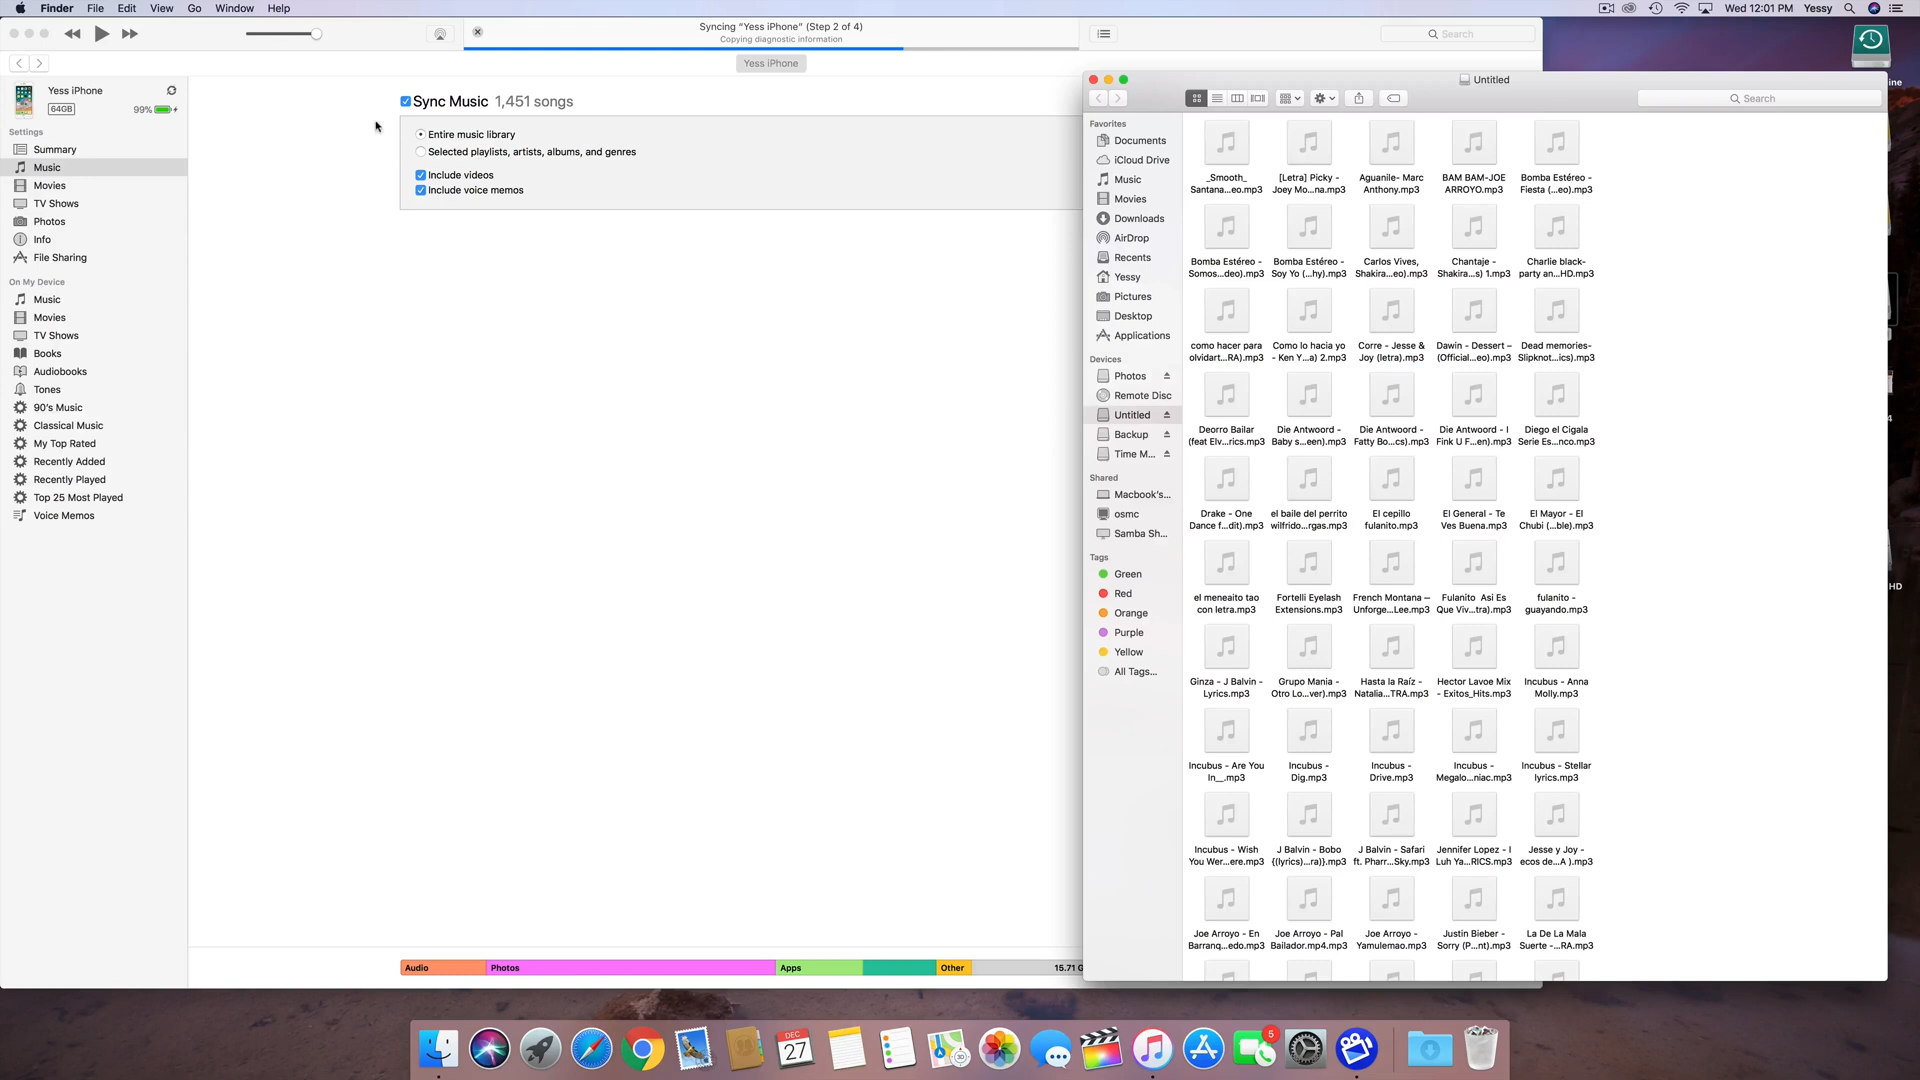 Finder File Edit View Go Window Help
Wed 12:01 PM Yessy
Syncing "Yess iPhone" (Step 2 of 4)
Copying diagnostic information
Search
Yess iPhone
Yess iPhone
64GB 99%
Settings
Summary
Music
Movies
TV Shows
Photos
Info
File Sharing
On My Device
Music
Movies
TV Shows
Books
Audiobooks
Tones
90's Music
Classical Music
My Top Rated
Recently Added
Recently Played
Top 25 Most Played
Voice Memos
Sync Music 1,451 songs
Entire music library
Selected playlists, artists, albums, and genres
Include videos
Include voice memos
Audio Photos Apps Other 15.71 G
Untitled
Search
Favorites
Documents
iCloud Drive
Music
Movies
Downloads
AirDrop
Recents
Yessy
Pictures
Desktop
Applications
Devices
Photos
Remote Disc
Untitled
Backup
Time M...
Shared
Macbook's...
osmc
Samba Sh...
Tags
Green
Red
Orange
Purple
Yellow
All Tags...
_Smooth_ [Letra] Picky - Aguanile- Marc BAM BAM-JOE Bomba Estéreo -
Santana...eo).mp3 Joey Mo...na.mp3 Anthony.mp3 ARROYO.mp3 Fiesta (...eo).mp3
Bomba Estéreo - Bomba Estéreo - Carlos Vives, Chantaje - Charlie black-
Somos...deo).mp3 Soy Yo (...hy).mp3 Shakira...eo).mp3 Shakira...s) 1.mp3 party an...HD.mp3
como hacer para Como lo hacia yo Corre - Jesse & Dawin - Dessert – Dead memories-
olvidart...RA).mp3 - Ken Y...a) 2.mp3 Joy (letra).mp3 (Official...eo).mp3 Slipknot...ics).mp3
Deorro Bailar Die Antwoord - Die Antwoord - Die Antwoord - I Diego el Cigala
(feat Elv...rics.mp3 Baby s...een).mp3 Fatty Bo...cs).mp3 Fink U F...en).mp3 Serie Es...nco.mp3
Drake - One el baile del perrito El cepillo El General - Te El Mayor - El
Dance f...dit).mp3 wilfrido...rgas.mp3 fulanito.mp3 Ves Buena.mp3 Chubi (...ble).mp3
el meneaito tao Fortelli Eyelash French Montana – Fulanito Asi Es fulanito -
con letra.mp3 Extensions.mp3 Unforge...Lee.mp3 Que Viv...tra).mp3 guayando.mp3
Ginza - J Balvin - Grupo Mania - Hasta la Raíz - Hector Lavoe Mix Incubus - Anna
Lyrics.mp3 Otro Lo...ver).mp3 Natalia...TRA.mp3 - Exitos_Hits.mp3 Molly.mp3
Incubus - Are You Incubus - Incubus - Incubus - Incubus - Stellar
In__.mp3 Dig.mp3 Drive.mp3 Megalo...niac.mp3 lyrics.mp3
Incubus - Wish J Balvin - Bobo J Balvin - Safari Jennifer Lopez - I Jesse y Joy -
You Wer...ere.mp3 {(lyrics)...ra)}.mp3 ft. Pharr...Sky.mp3 Luh Ya...RICS.mp3 ecos de...A ).mp3
Joe Arroyo - En Joe Arroyo - Pal Joe Arroyo - Justin Bieber - La De La Mala
Barranq...edo.mp3 Bailador.mp4.mp3 Yamulemao.mp3 Sorry (P...nt).mp3 Suerte -...RA.mp3
ine
4
HD
DEC
27
5